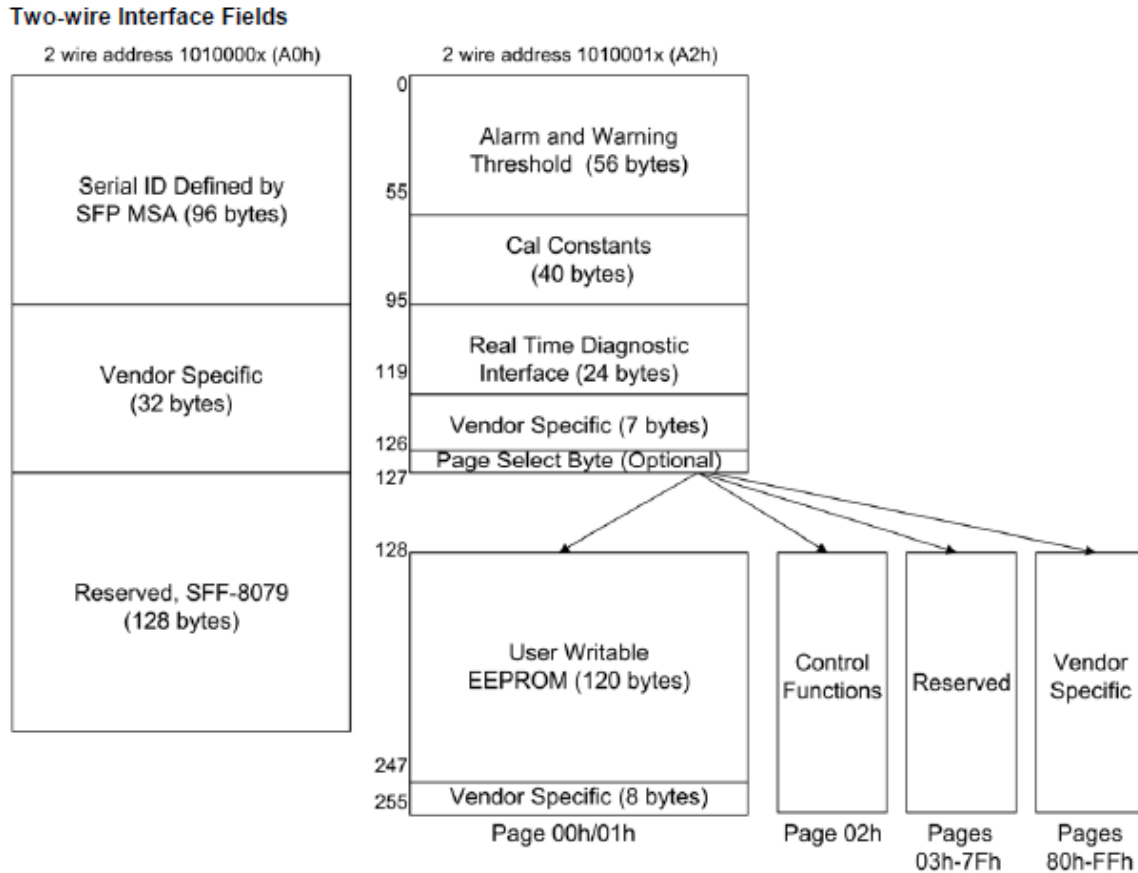 Two-wire Interface Fields
2 wire address 1010000x (A0h)
Serial ID Defined by
SFP MSA (96 bytes)
Vendor Specific
(32 bytes)
Reserved, SFF-8079
(128 bytes)
2 wire address 1010001x (A2h)
0
Alarm and Warning
Threshold (56 bytes)
55
Cal Constants
(40 bytes)
95
Real Time Diagnostic
Interface (24 bytes)
119
Vendor Specific (7 bytes)
126
Page Select Byte (Optional)
127
128
User Writable
EEPROM (120 bytes)
247
Vendor Specific (8 bytes)
255
Page 00h/01h
Control
Functions
Page 02h
Reserved
Pages
03h-7Fh
Vendor
Specific
Pages
80h-FFh